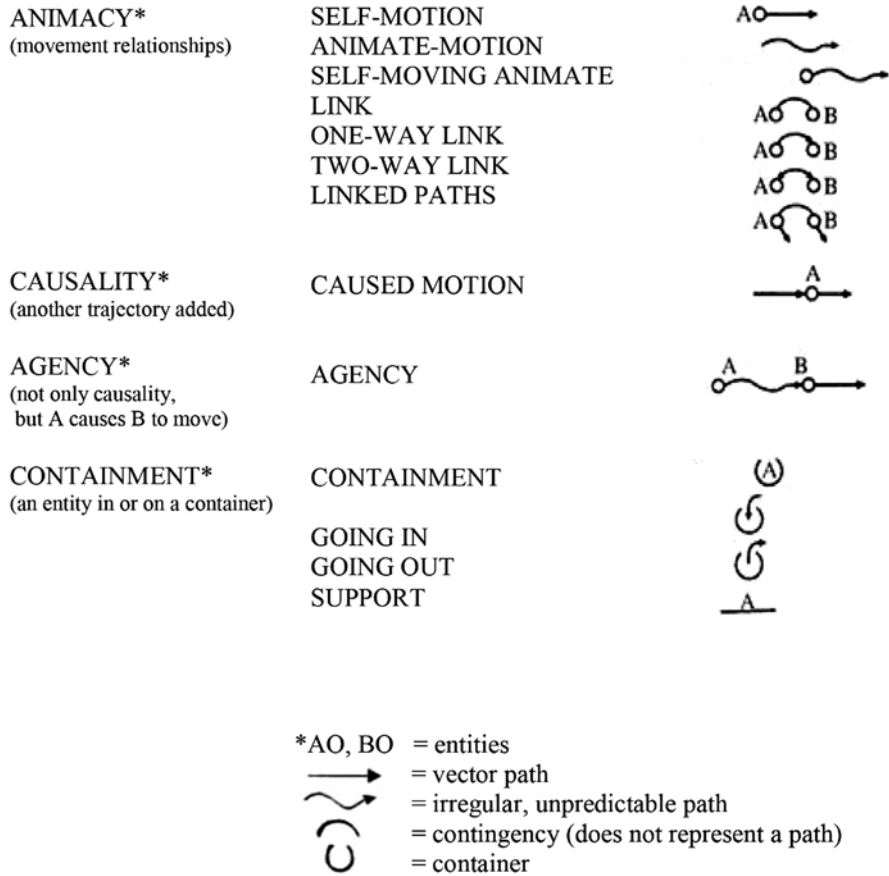 ANIMACY* SELF-MOTION A
(movement relationships) ANIMATE-MOTION
SELF-MOVING ANIMATE
LINK A B
ONE-WAY LINK A B
TWO-WAY LINK A B
LINKED PATHS A B
CAUSALITY* CAUSED MOTION A
(another trajectory added)
AGENCY* AGENCY A B
(not only causality,
but A causes B to move)
CONTAINMENT* CONTAINMENT A
(an entity in or on a container)
GOING IN
GOING OUT
SUPPORT A
*AO, BO = entities
= vector path
= irregular, unpredictable path
= contingency (does not represent a path)
= container